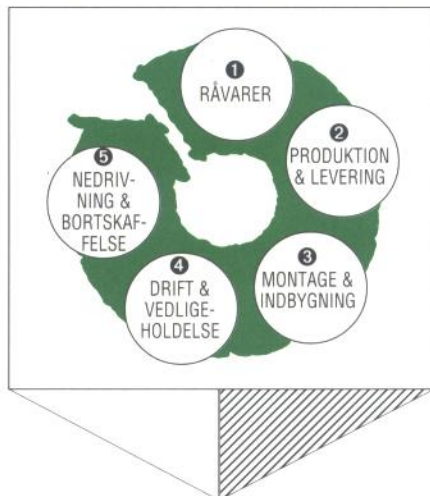 1
RÅVARER
2
PRODUKTION
& LEVERING
3
MONTAGE &
INDBYGNING
4
DRIFT &
VEDLIGE-
HOLDELSE
5
NEDRIV-
NING &
BORTSKAF-
FELSE